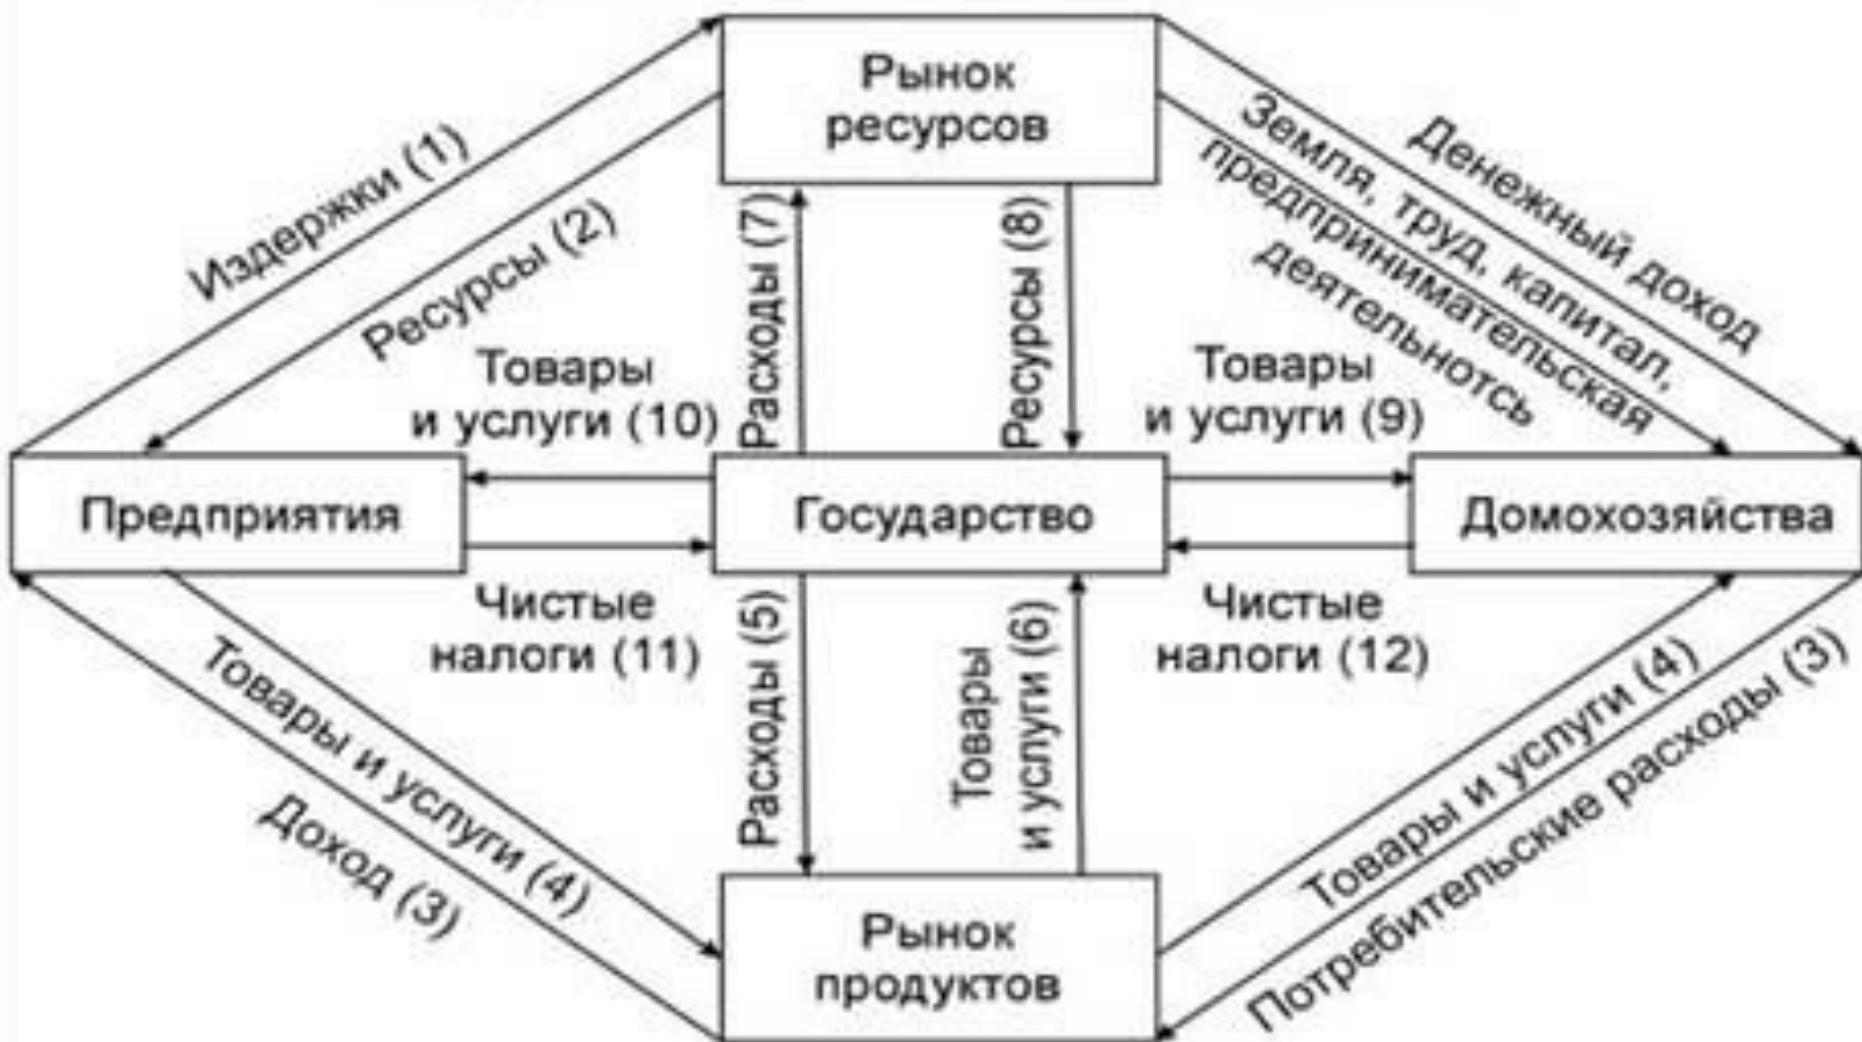 Рынок
ресурсов
Издержки (1)
Ресурсы (2)
Денежный доход
Земля, труд, капитал,
предпринимательская
деятельнотсь
Расходы (7)
Ресурсы (8)
Товары
и услуги (10)
Товары
и услуги (9)
Предприятия
Государство
Домохозяйства
Чистые
налоги (11)
Чистые
налоги (12)
Расходы (5)
Товары
и услуги (6)
Товары и услуги (4)
Доход (3)
Товары и услуги (4)
Потребительские расходы (3)
Рынок
продуктов